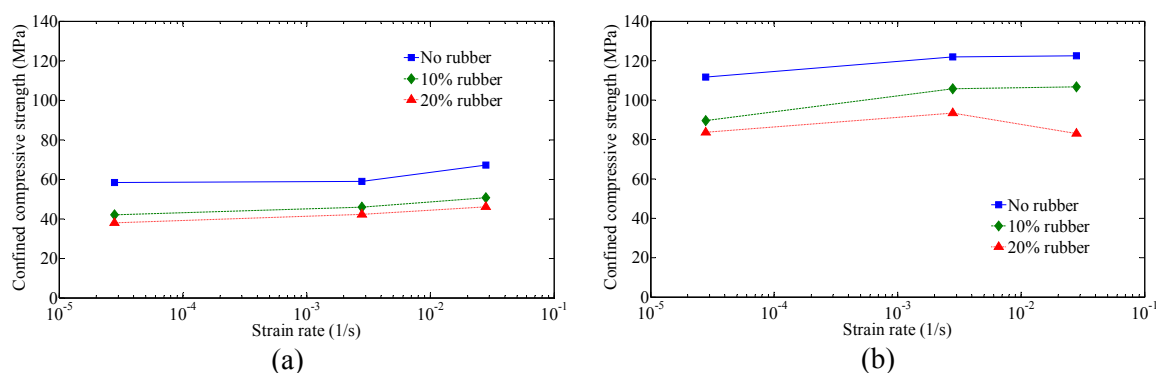 Confined compressive strength (MPa)
140
120
100
80
60
40
20
0
No rubber
10% rubber
20% rubber
10^-5
10^-4
10^-3
10^-2
10^-1
Strain rate (1/s)
(a)
Confined compressive strength (MPa)
140
120
100
80
60
40
20
0
No rubber
10% rubber
20% rubber
10^-5
10^-4
10^-3
10^-2
10^-1
Strain rate (1/s)
(b)